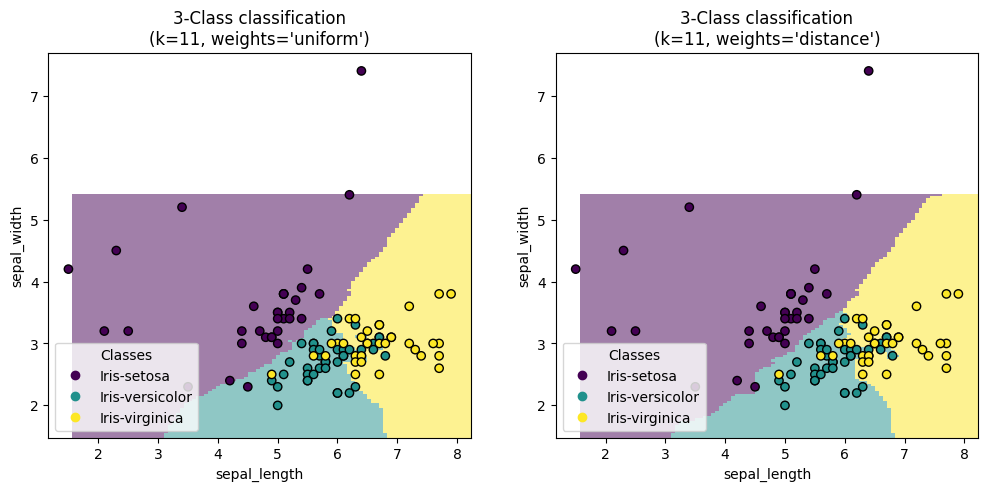 3-Class classification
(k=11, weights='uniform')
7
6
5
4
3
2
sepal_width
Classes
Iris-setosa
Iris-versicolor
Iris-virginica
2
3
4
5
6
7
8
sepal_length
3-Class classification
(k=11, weights='distance')
7
6
5
4
3
2
sepal_width
Classes
Iris-setosa
Iris-versicolor
Iris-virginica
2
3
4
5
6
7
8
sepal_length